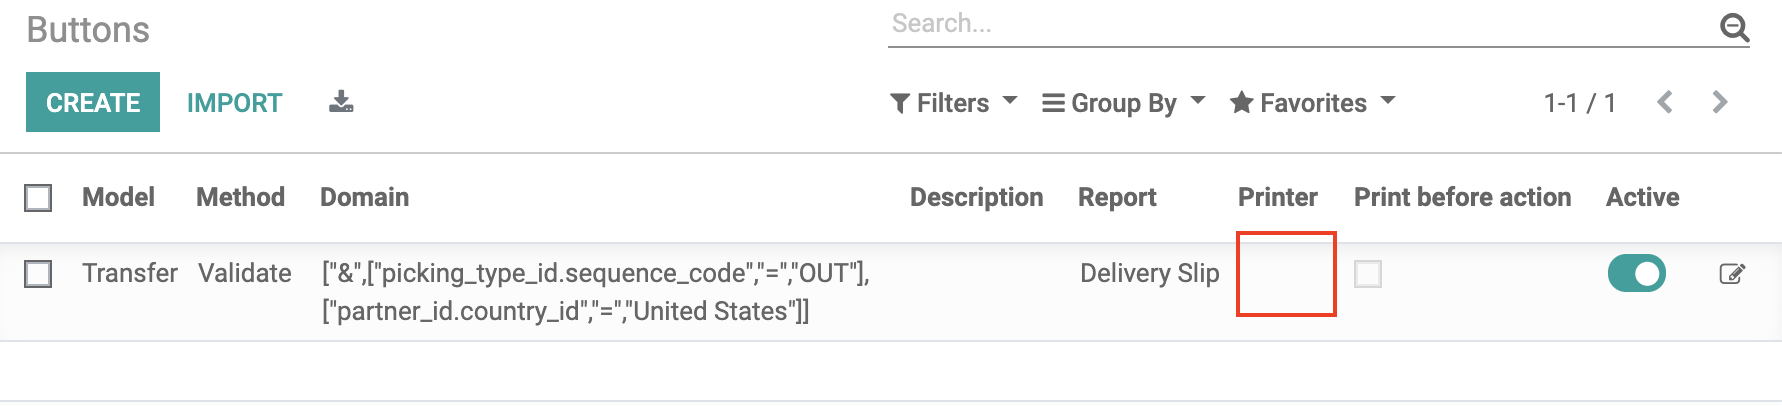 Buttons
Search...
CREATE IMPORT
Filters Group By Favorites 1-1 / 1
Model Method Domain Description Report Printer Print before action Active
Transfer Validate ["&",["picking_type_id.sequence_code","=","OUT"], Delivery Slip
["partner_id.country_id","=","United States"]]